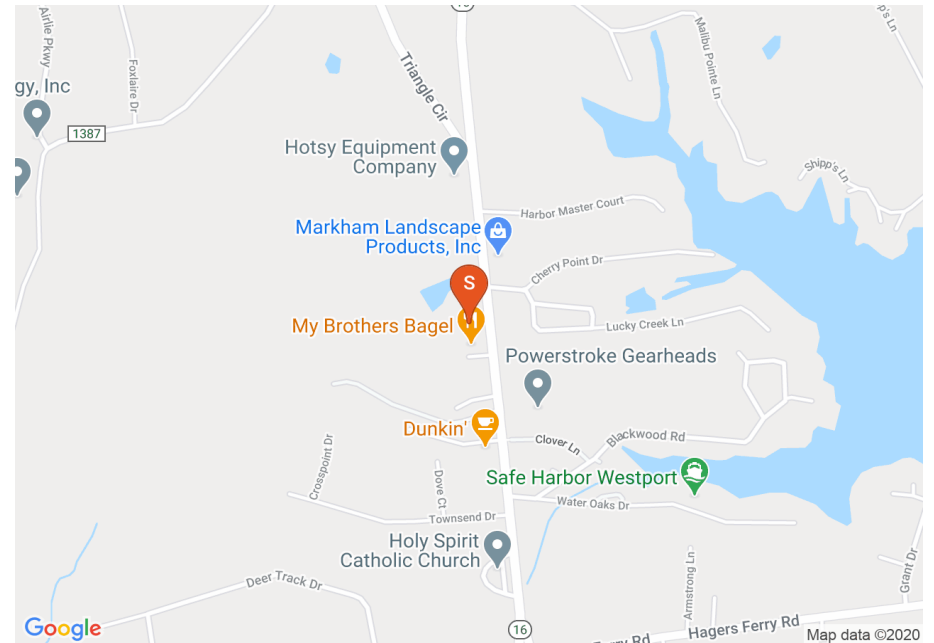 16
Airlie Pkwy
Foxlaire Dr
Triangle Cir
Malibu Pointe Ln
p's Ln
gy, Inc
1387
Hotsy Equipment
Company
Shipp's Ln
Harbor Master Court
Markham Landscape
Products, Inc
Cherry Point Dr
S
My Brothers Bagel
Lucky Creek Ln
Powerstroke Gearheads
Dunkin'
Clover Ln
Blackwood Rd
Crosspoint Dr
Dove Ct
Safe Harbor Westport
Water Oaks Dr
Townsend Dr
Holy Spirit
Catholic Church
Deer Track Dr
Armstrong Ln
Grant Dr
Google
16
Ferry Rd
Hagers Ferry Rd
Map data ©2020